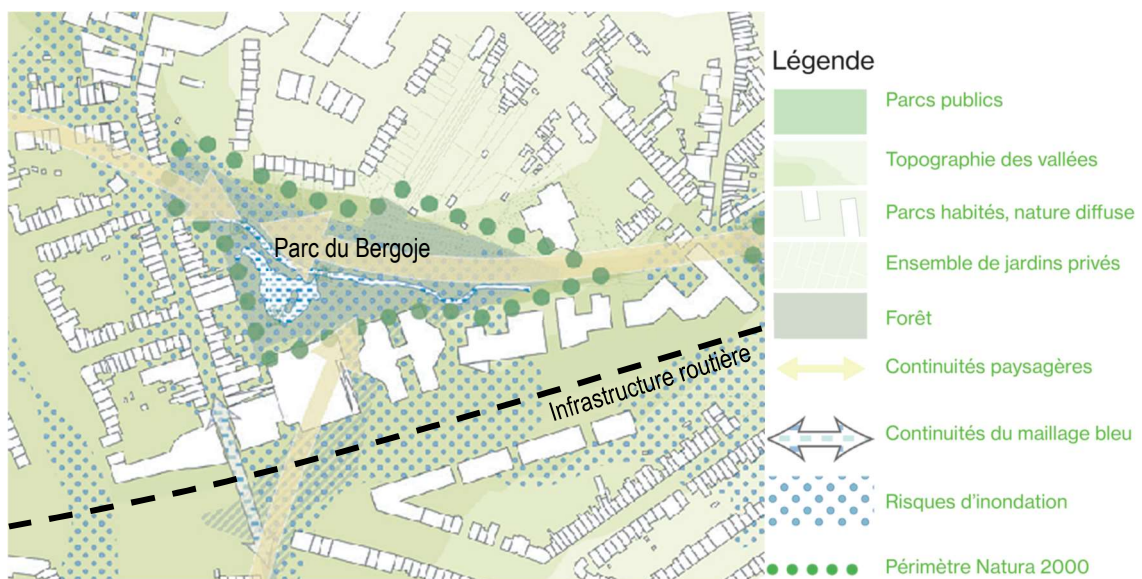 Parc du Bergoje
Infrastructure routière
Légende
Parcs publics
Topographie des vallées
Parcs habités, nature diffuse
Ensemble de jardins privés
Forêt
Continuités paysagères
Continuités du maillage bleu
Risques d'inondation
Périmètre Natura 2000